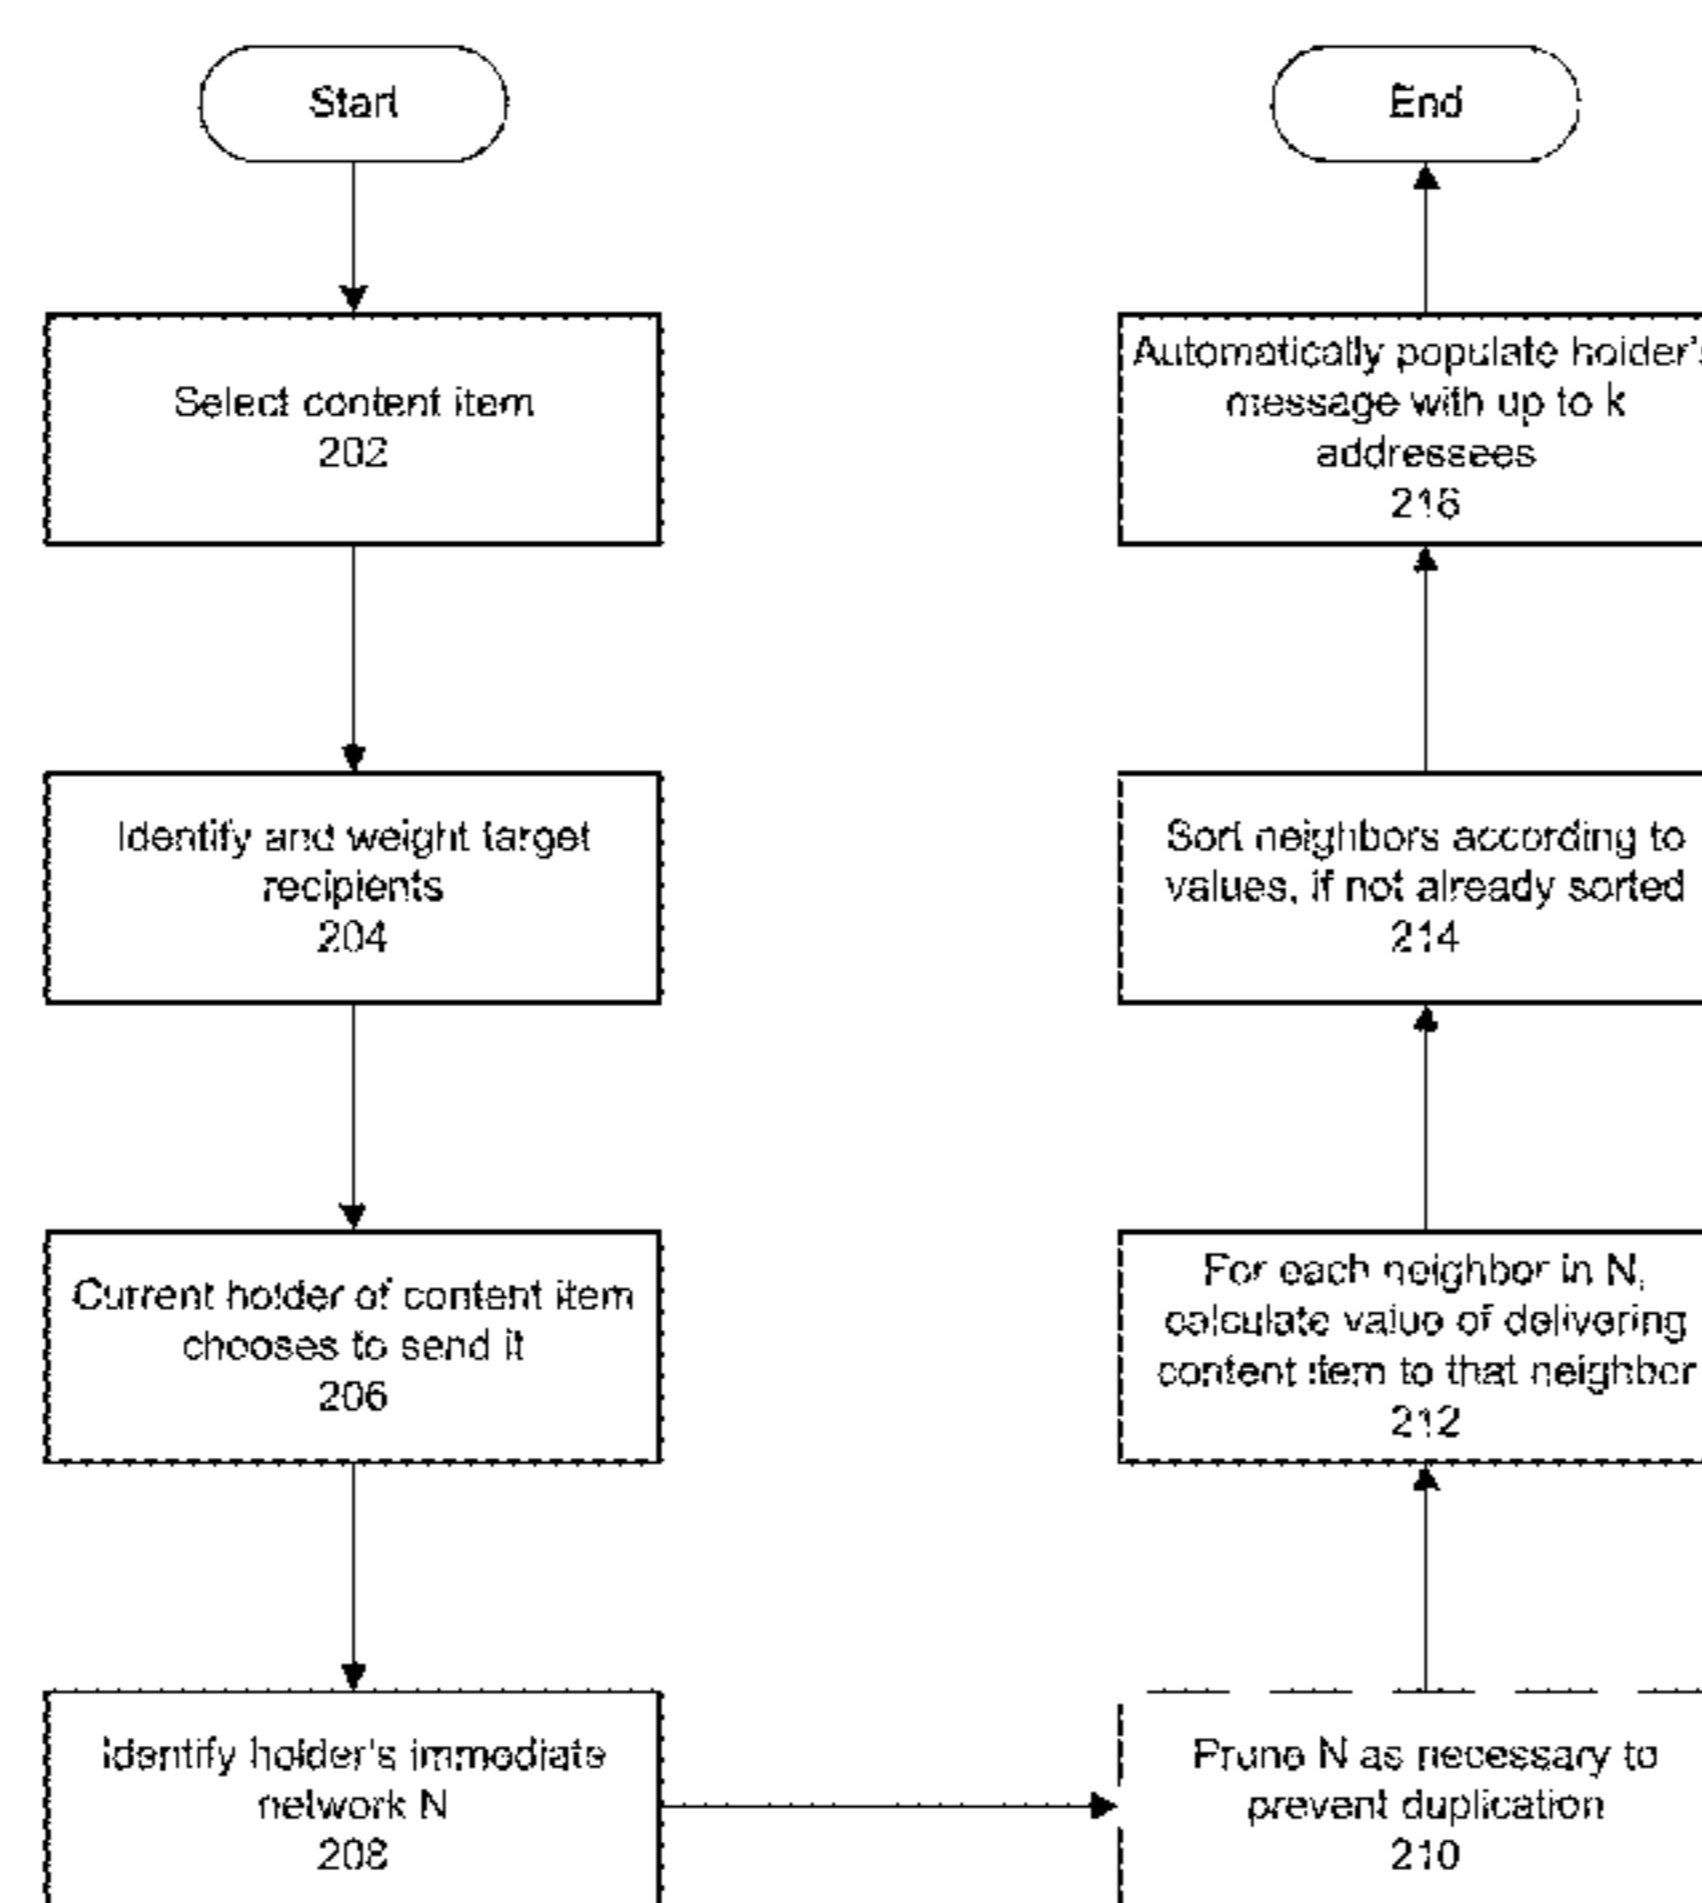 Start
Select content item
202
Identify and weight target
recipients
204
Current holder of content item
chooses to send it
206
Identify holder's immediate
network N
208
Prune N as necessary to
prevent duplication
210
For each neighbor in N,
calculate value of delivering
content item to that neighbor
212
Sort neighbors according to
values, if not already sorted
214
Automatically populate holder's
message with up to k
addressees
216
End